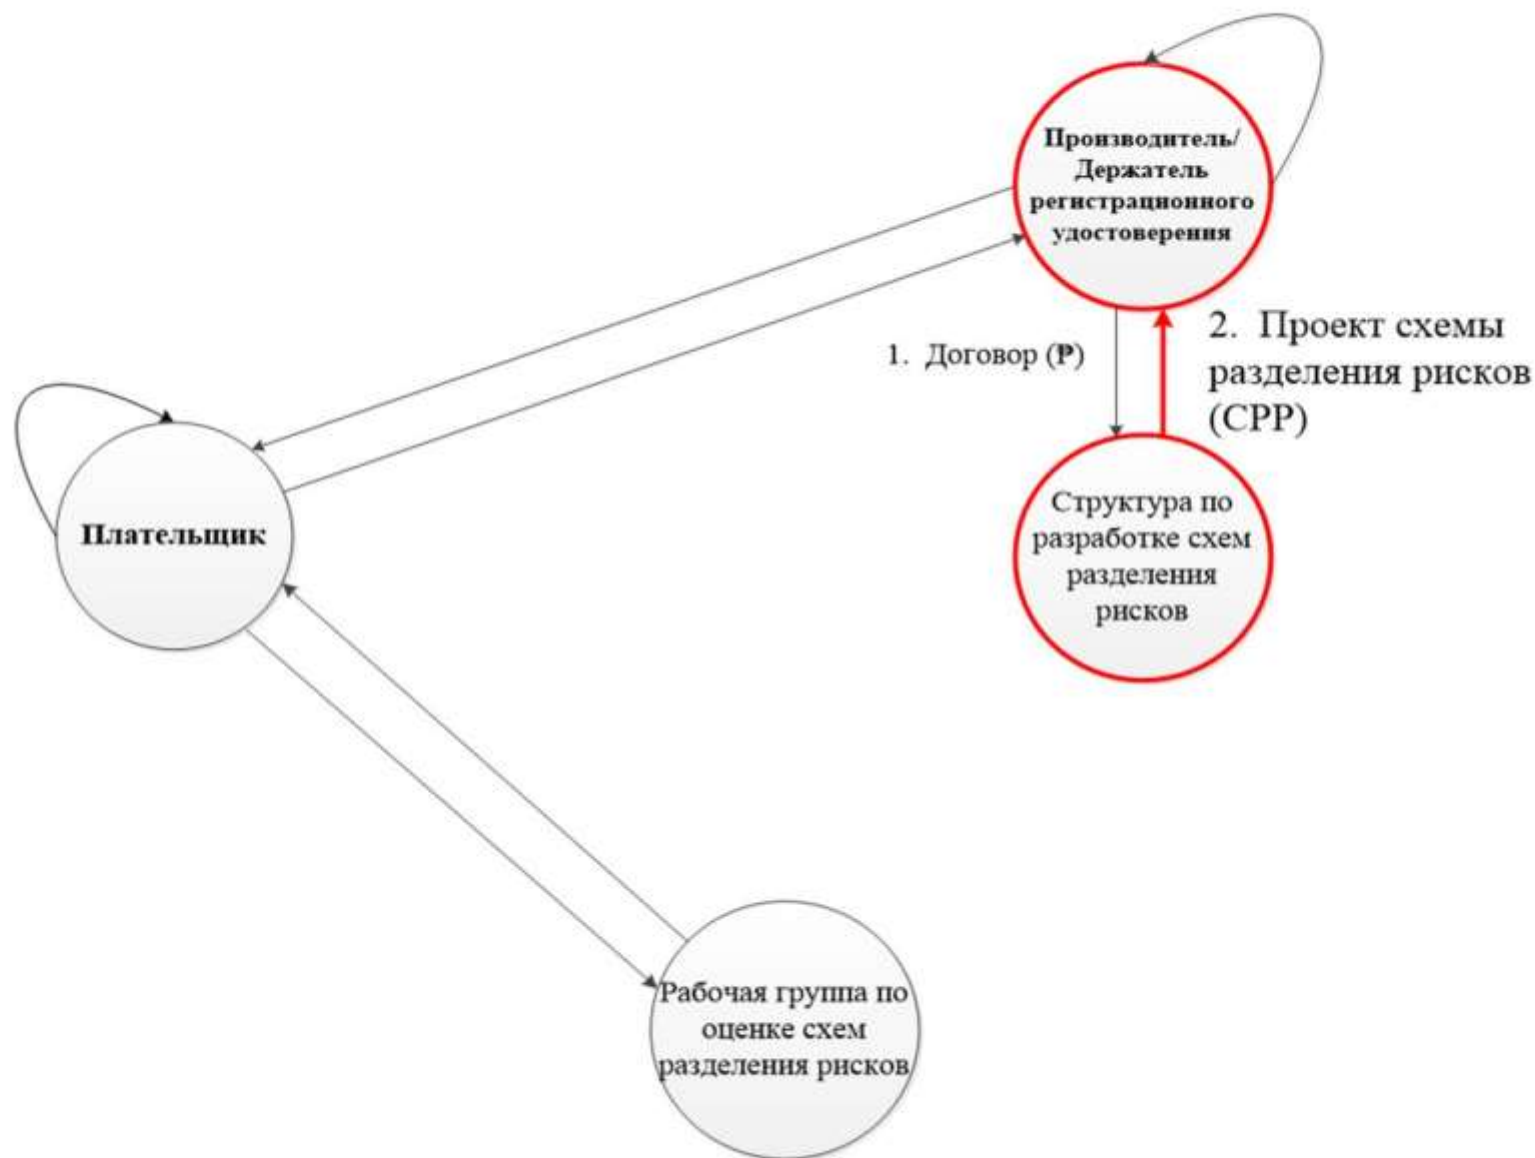 Производитель/
Держатель
регистрационного
удостоверения
1. Договор (₽)
2. Проект схемы
разделения рисков
(СРР)
Плательщик
Структура по
разработке схем
разделения
рисков
Рабочая группа по
оценке схем
разделения рисков